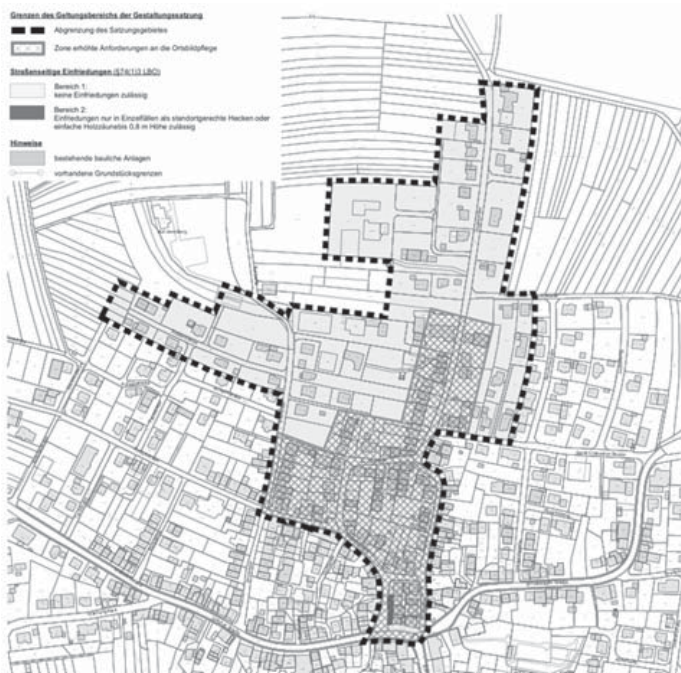 Grenzen des Geltungsbereichs der Gestaltungssatzung
Abgrenzung des Satzungsgebietes
Zone erhöhte Anforderungen an die Ortsbildpflege
Straßenseitige Einfriedungen (§74(1)3 LBO)
Bereich 1:
keine Einfriedungen zulässig
Bereich 2:
Einfriedungen nur in Einzelfällen als standortgerechte Hecken oder
einfache Holzzäune bis 0,8 m Höhe zulässig
Hinweise
bestehende bauliche Anlagen
vorhandene Grundstücksgrenzen